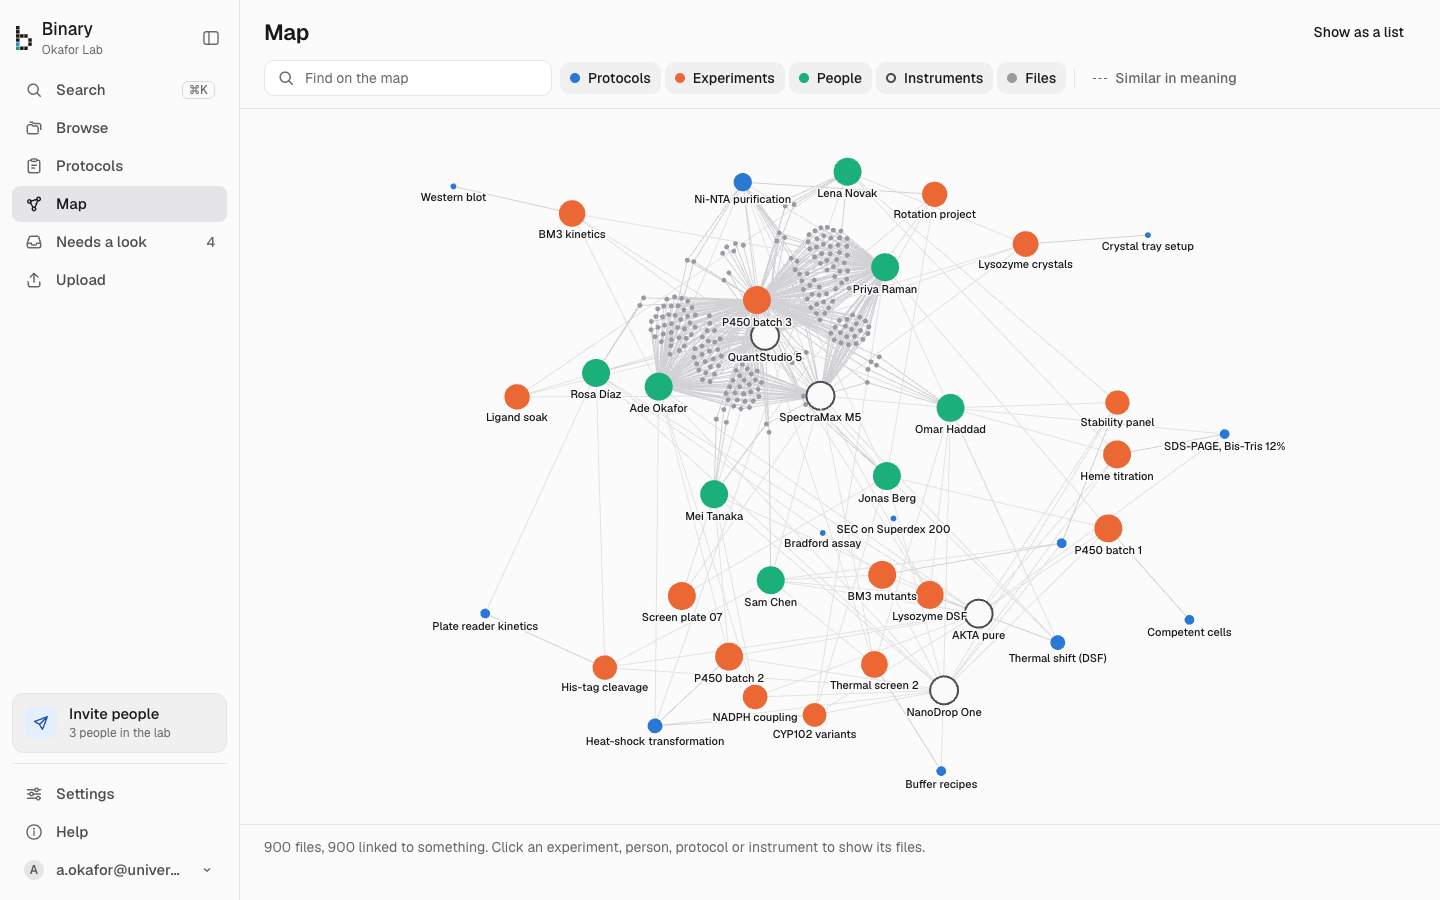 Binary
Okafor Lab
Search ⌘K
Browse
Protocols
Map
Needs a look 4
Upload
Invite people
3 people in the lab
Settings
Help
A a.okafor@univer...
Map
Show as a list
Find on the map
Protocols
Experiments
People
Instruments
Files
Similar in meaning
Western blot
Ni-NTA purification
Lena Novak
Rotation project
BM3 kinetics
Crystal tray setup
Lysozyme crystals
Priya Raman
P450 batch 3
QuantStudio 5
Rosa Díaz
Ade Okafor
Ligand soak
SpectraMax M5
Omar Haddad
Stability panel
SDS-PAGE, Bis-Tris 12%
Heme titration
Jonas Berg
Mei Tanaka
SEC on Superdex 200
Bradford assay
P450 batch 1
BM3 mutants
Sam Chen
Screen plate 07
Lysozyme DSF
Plate reader kinetics
AKTA pure
Competent cells
Thermal shift (DSF)
P450 batch 2
Thermal screen 2
His-tag cleavage
NanoDrop One
NADPH coupling
CYP102 variants
Heat-shock transformation
Buffer recipes
900 files, 900 linked to something. Click an experiment, person, protocol or instrument to show its files.